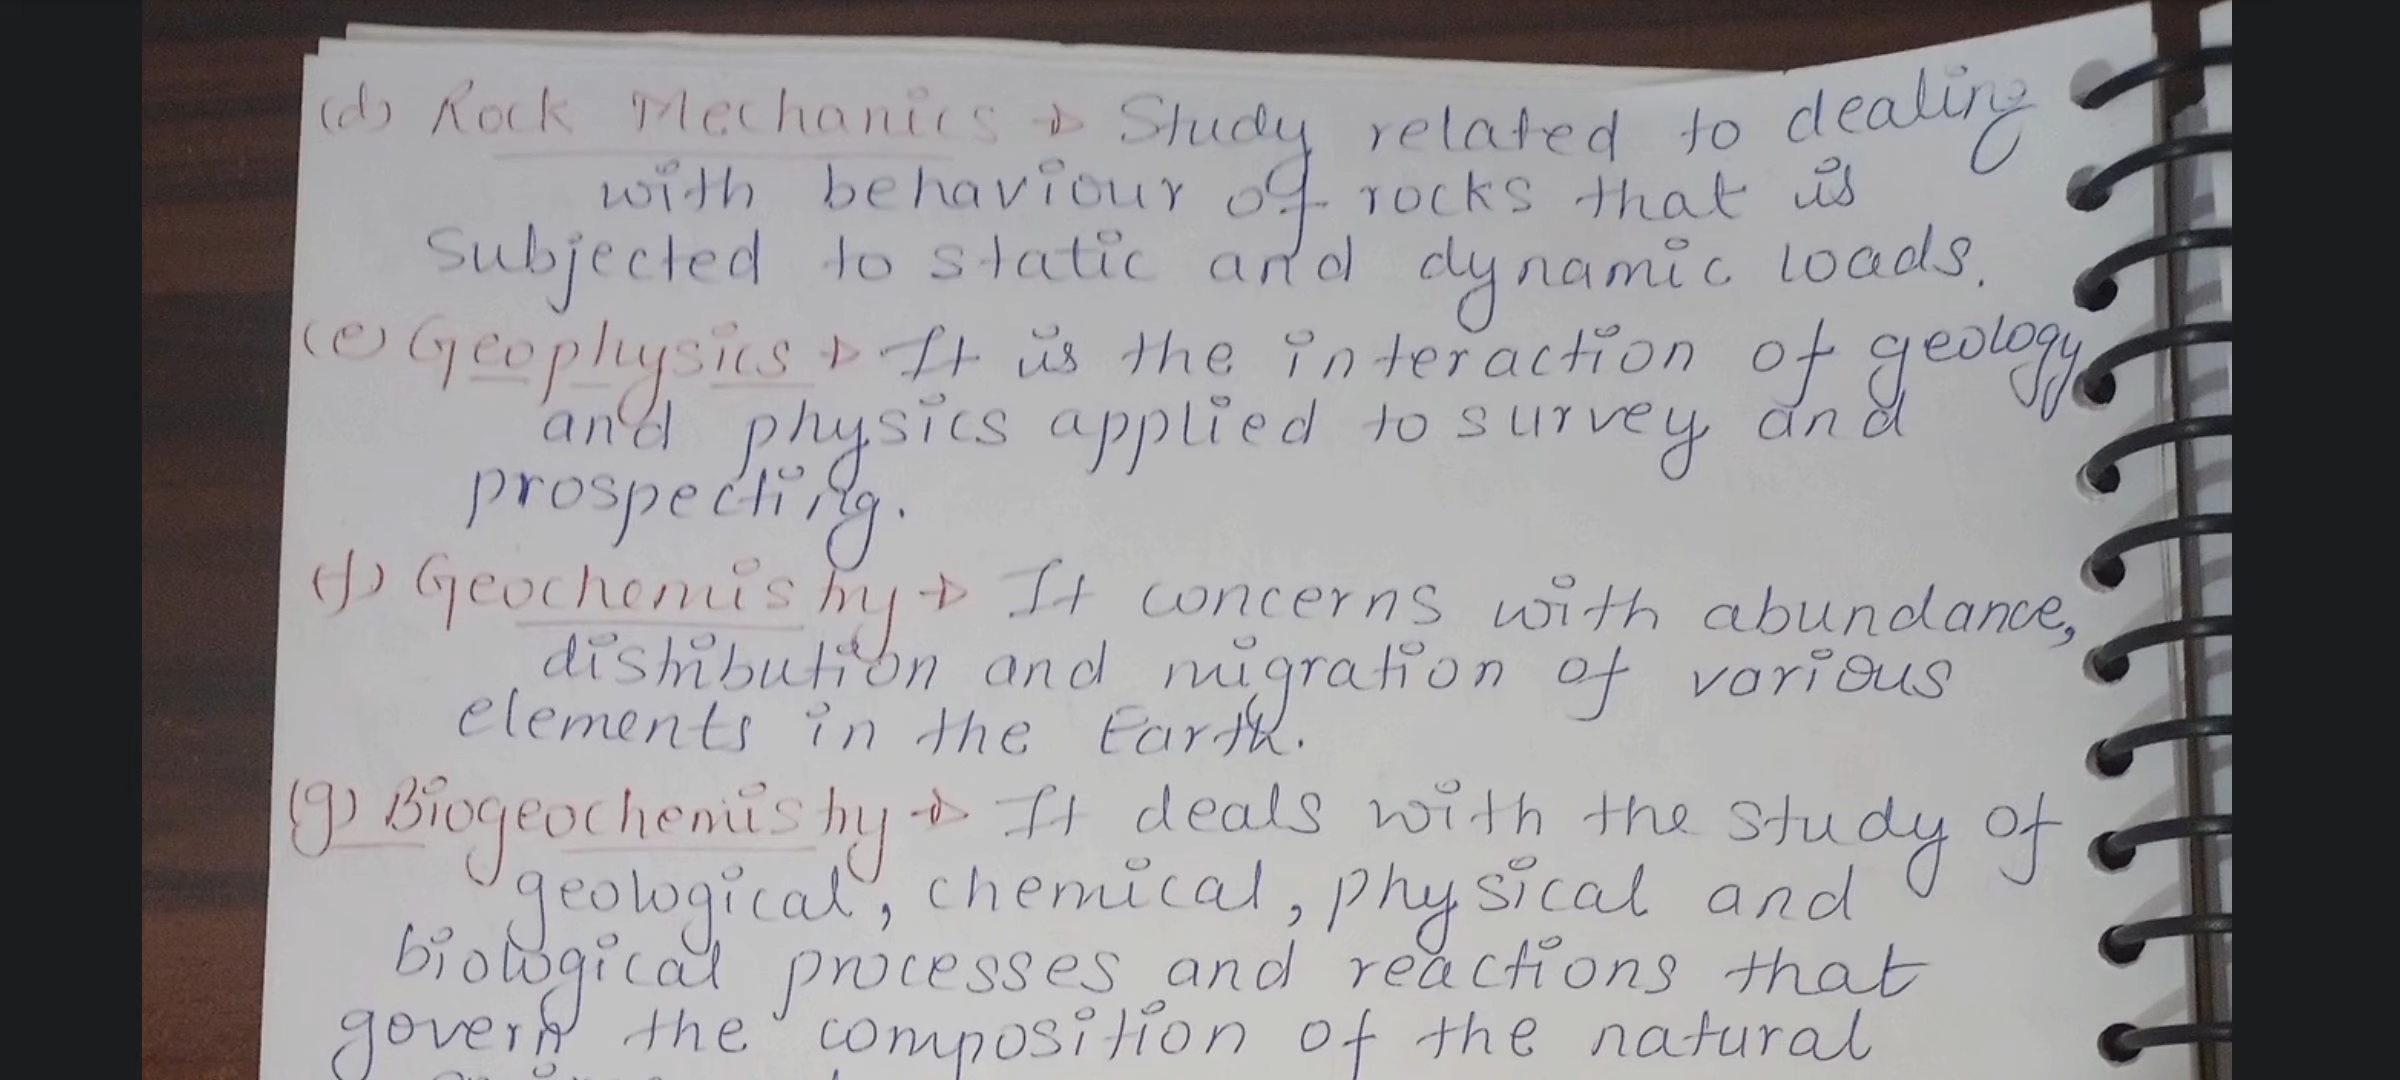 (d) Rock Mechanics → Study related to dealing
with behaviour of rocks that is
subjected to static and dynamic loads.
(e) Geophysics → It is the interaction of geology
and physics applied to survey and
prospecting.
(f) Geochemistry → It concerns with abundance,
distribution and migration of various
elements in the Earth.
(g) Biogeochemistry → It deals with the study of
geological, chemical, physical and
biological processes and reactions that
govern the composition of the natural